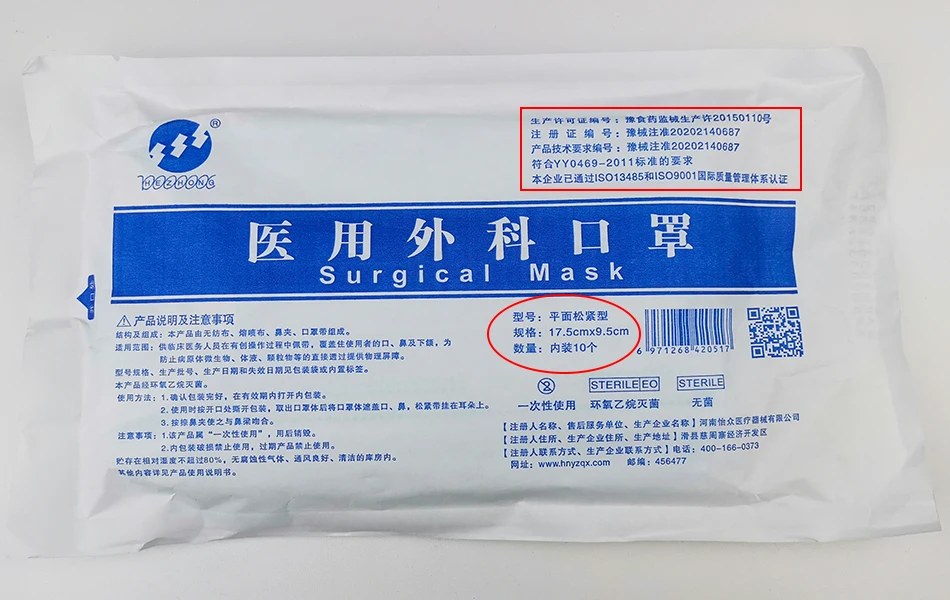 ®
HEZHONG
生产许可证编号：豫食药监械生产许20150110号
注册证编号：豫械注准20202140687
产品技术要求编号：豫械注准20202140687
符合YY0469-2011标准的要求
本企业已通过ISO13485和ISO9001国际质量管理体系认证
医用外科口罩
Surgical Mask
产品说明及注意事项
结构及组成：本产品由无纺布、熔喷布、鼻夹、口罩带组成。
适用范围：供临床医务人员在有创操作过程中佩带，覆盖住使用者的口、鼻及下颌，为
防止病原体微生物、体液、颗粒物等的直接透过提供物理屏障。
型号规格、生产批号、生产日期和失效日期见包装袋或内置标签。
本产品经环氧乙烷灭菌。
使用方法：1.确认包装完好，在有效期内打开内包装。
2.使用时按开口处撕开包装，取出口罩体后将口罩体遮盖口、鼻，松紧带挂在耳朵上。
3.按捺鼻夹使之与鼻梁吻合。
注意事项：1.该产品属“一次性使用”，用后销毁。
2.内包装破损禁止使用，过期产品禁止使用。
贮存在相对湿度不超过80%，无腐蚀性气体、通风良好、清洁的库房内。
其他内容详见产品使用说明书。
型号：平面松紧型
规格：17.5cmx9.5cm
数量：内装10个
6 971268 420517
2
STERILE EO
STERILE
一次性使用 环氧乙烷灭菌 无菌
【注册人名称、售后服务单位、生产企业名称】河南怡众医疗器械有限公司
【注册人住所、生产企业住所、生产地址】滑县慈周寨经济开发区
【注册人联系方式、生产企业联系方式】电话：400-166-0373
网址：www.hnyzqx.com 邮编：456477